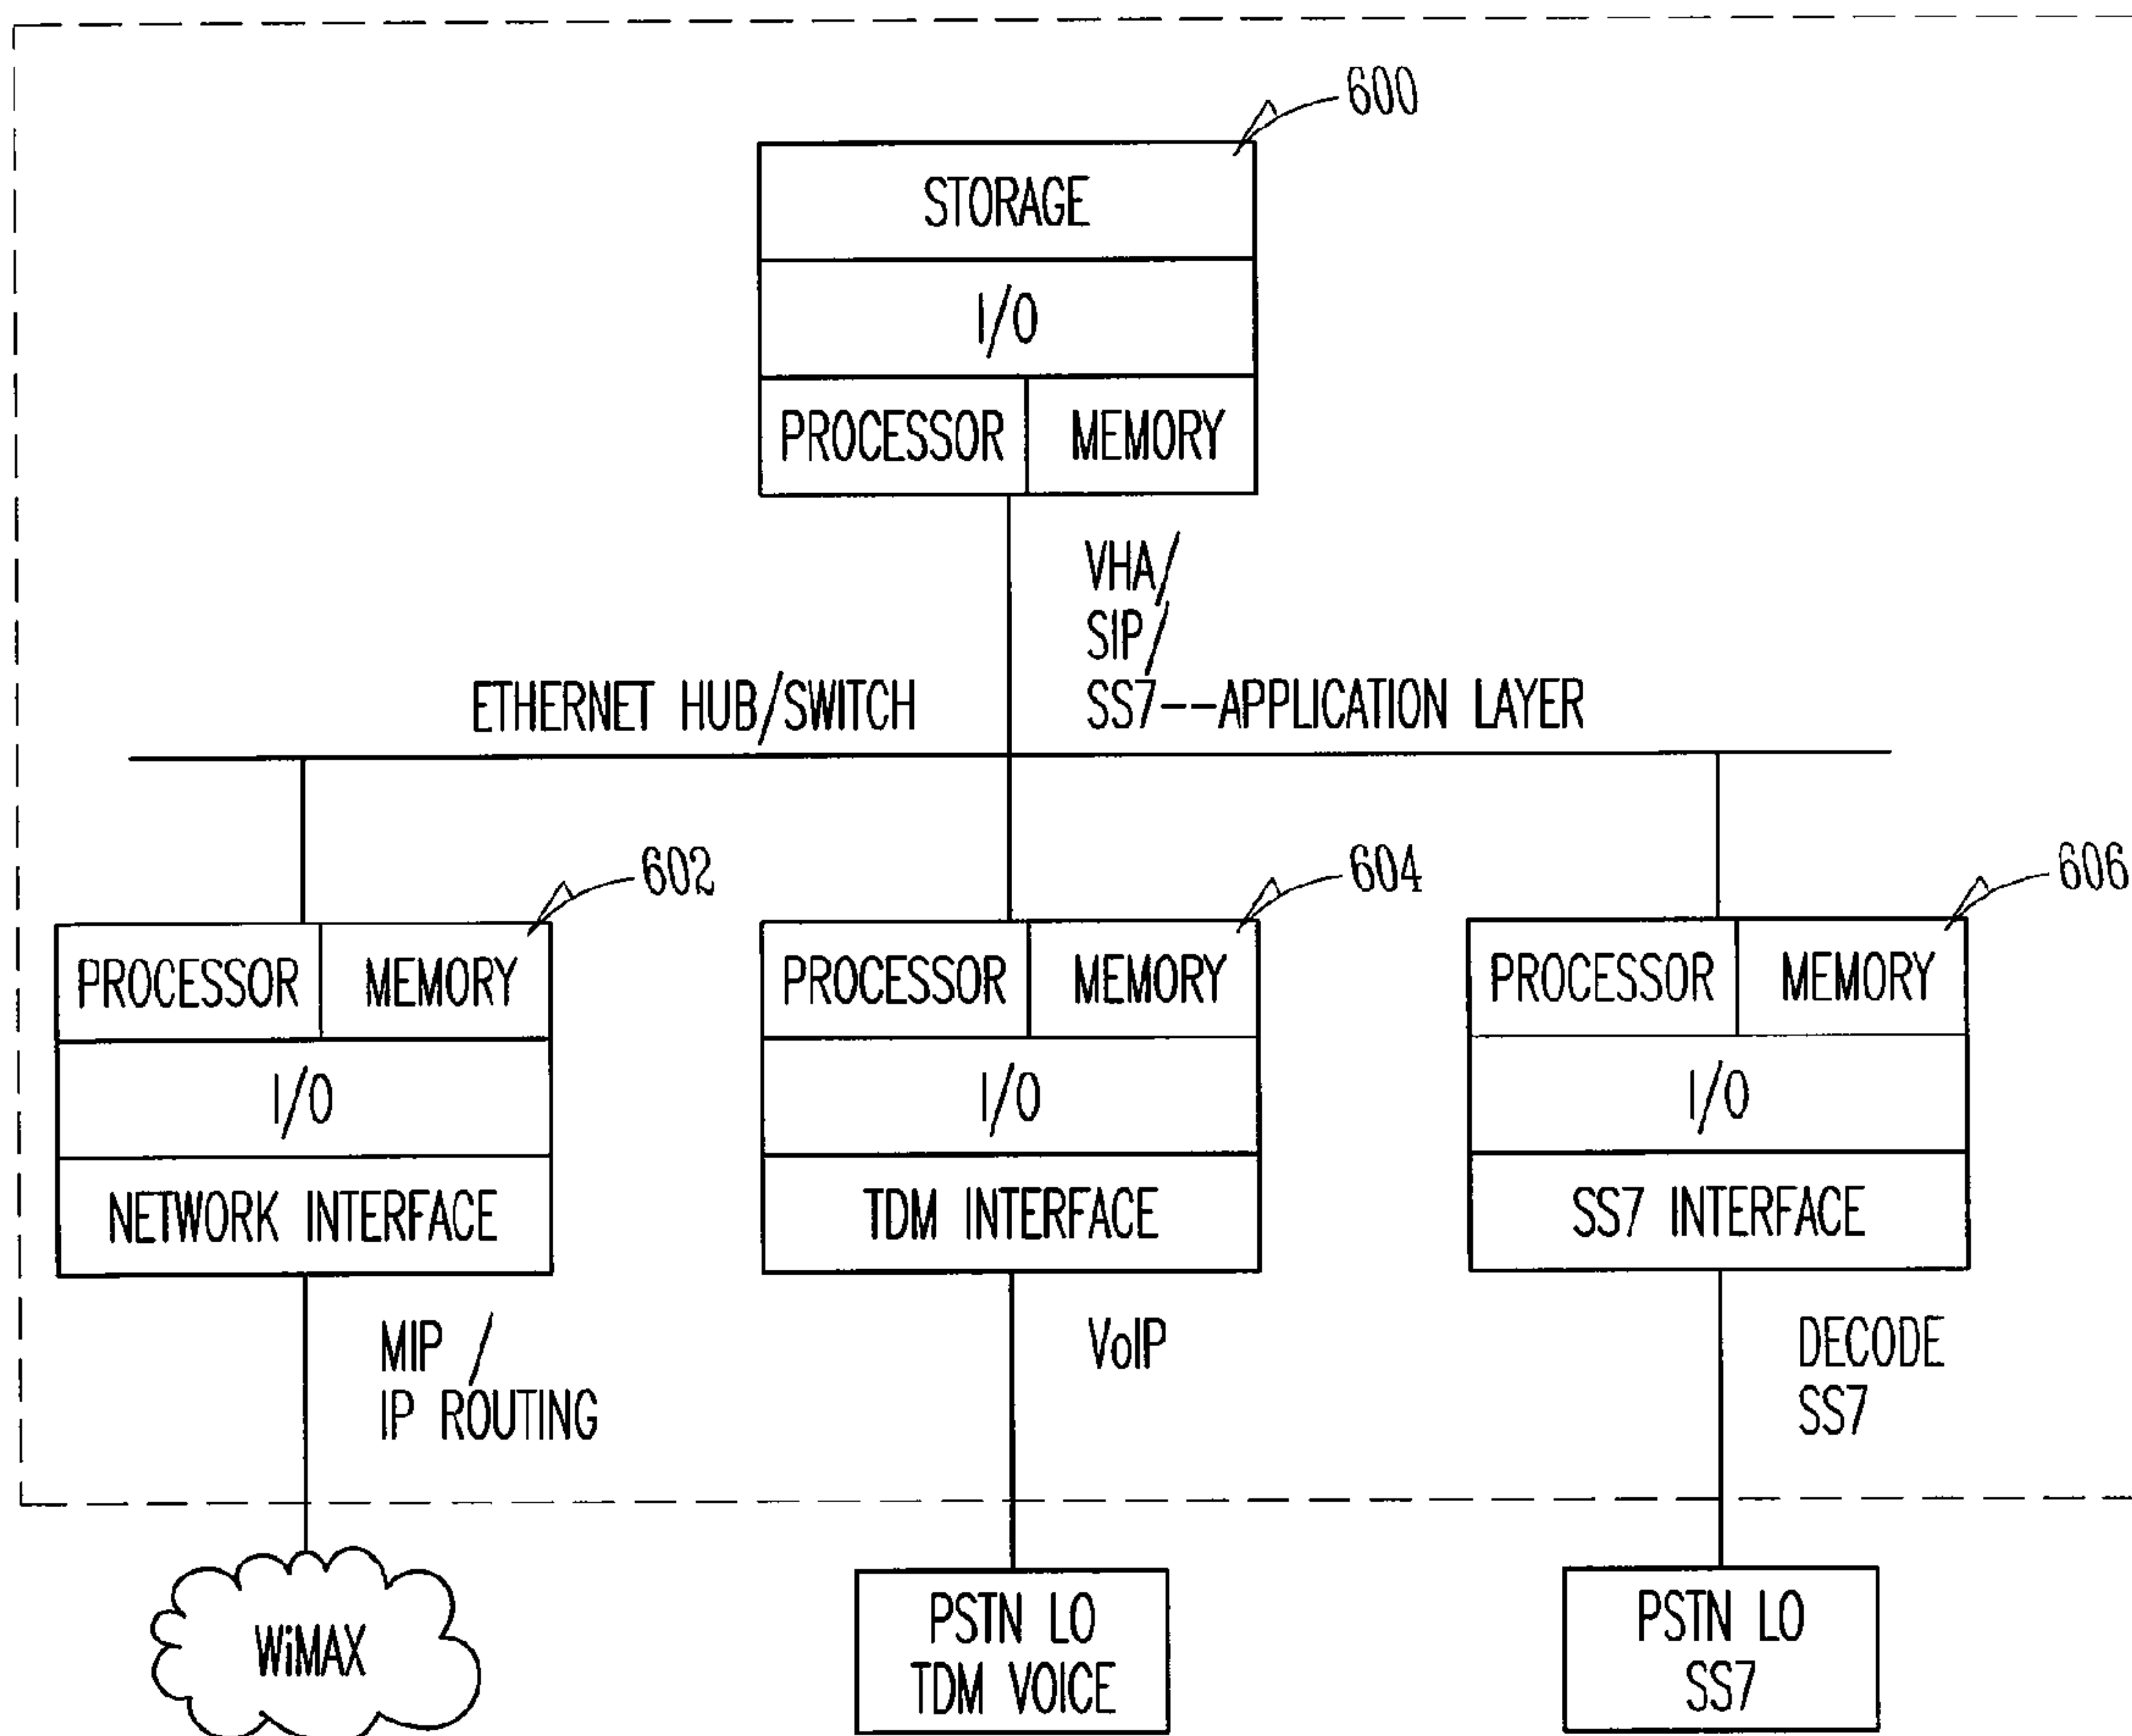 600
STORAGE
I/O
PROCESSOR MEMORY
VHA/
SIP/
ETHERNET HUB/SWITCH SS7--APPLICATION LAYER
602 604 606
PROCESSOR MEMORY PROCESSOR MEMORY PROCESSOR MEMORY
I/O I/O I/O
NETWORK INTERFACE TDM INTERFACE SS7 INTERFACE
MIP / VoIP DECODE
IP ROUTING SS7
WiMAX PSTN LO PSTN LO
TDM VOICE SS7